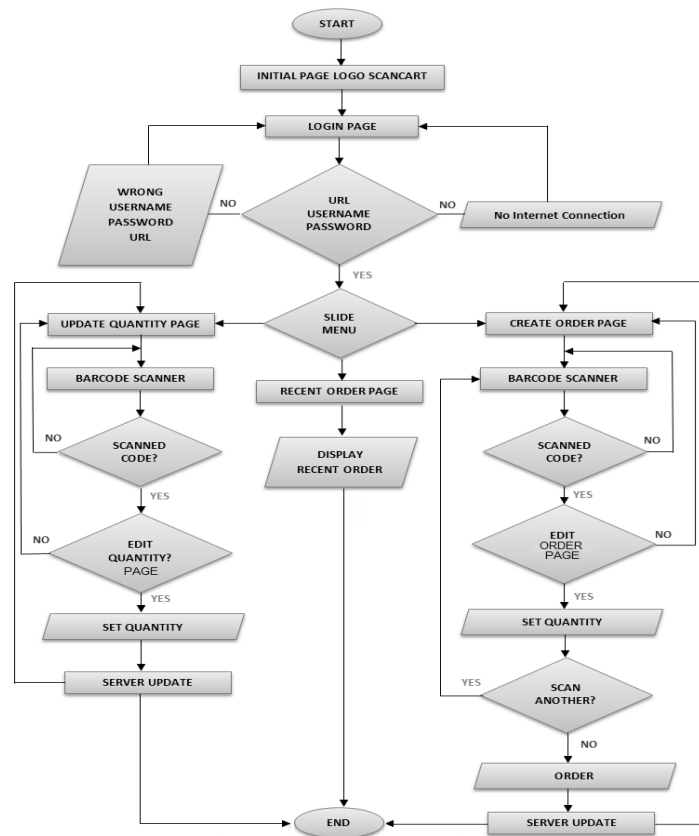 START
INITIAL PAGE LOGO SCANCART
LOGIN PAGE
WRONG
USERNAME
PASSWORD
URL
NO
URL
USERNAME
PASSWORD
NO
No Internet Connection
YES
UPDATE QUANTITY PAGE
SLIDE
MENU
CREATE ORDER PAGE
BARCODE SCANNER
RECENT ORDER PAGE
BARCODE SCANNER
NO
SCANNED
CODE?
DISPLAY
RECENT ORDER
SCANNED
CODE?
NO
YES
YES
NO
EDIT
QUANTITY?
PAGE
EDIT
ORDER
PAGE
NO
YES
YES
SET QUANTITY
SET QUANTITY
SERVER UPDATE
YES
SCAN
ANOTHER?
NO
ORDER
END
SERVER UPDATE